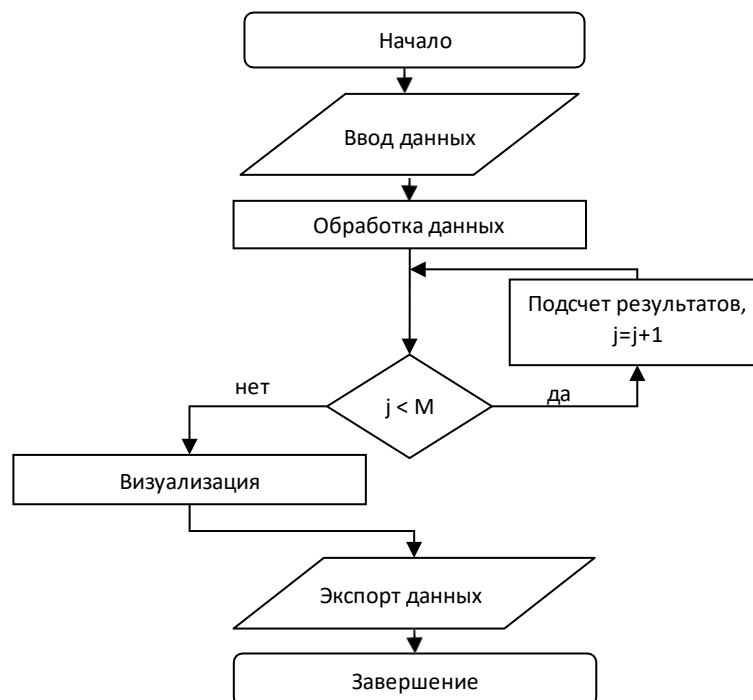 Начало
Ввод данных
Обработка данных
Подсчет результатов,
j=j+1
нет
j < M
да
Визуализация
Экспорт данных
Завершение